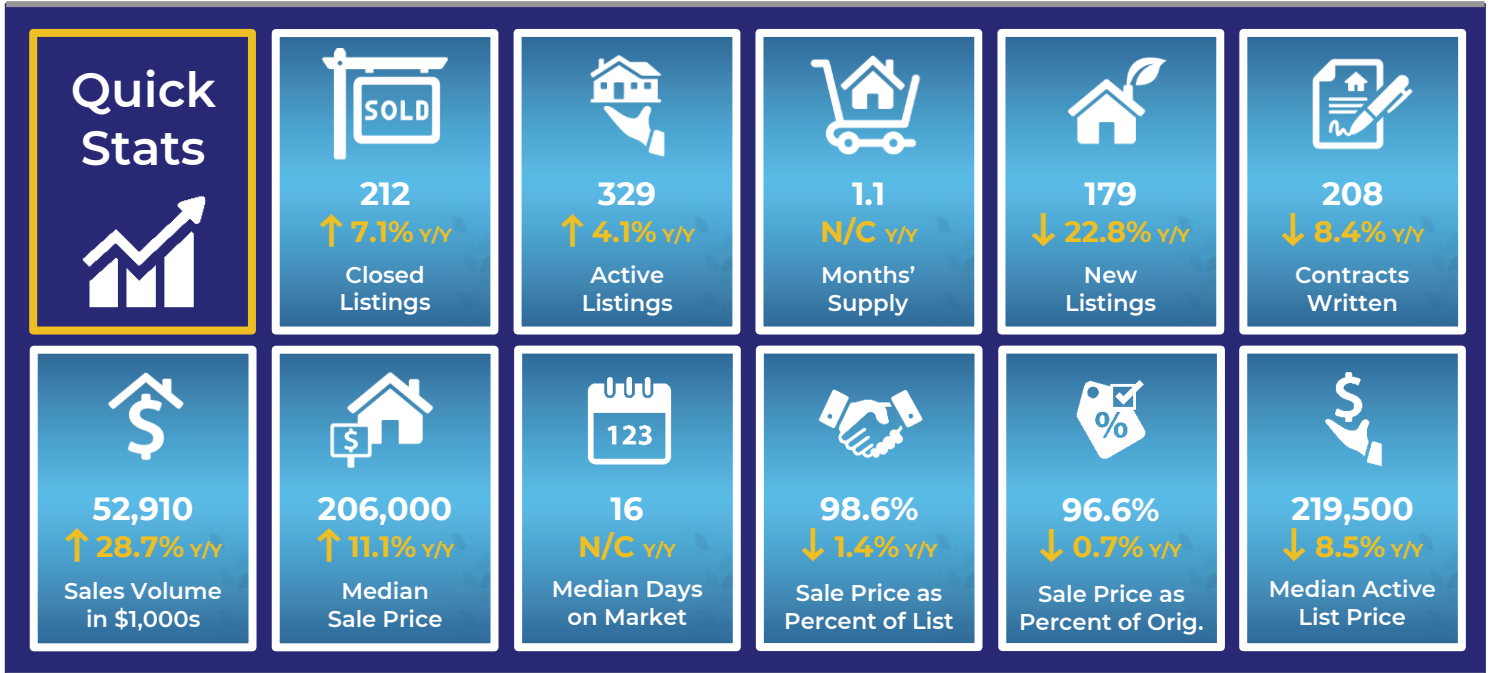 Quick
Stats
SOLD
212
↑ 7.1% Y/Y
Closed
Listings
329
↑ 4.1% Y/Y
Active
Listings
1.1
N/C Y/Y
Months’
Supply
179
↓ 22.8% Y/Y
New
Listings
208
↓ 8.4% Y/Y
Contracts
Written
$
52,910
↑ 28.7% Y/Y
Sales Volume
in $1,000s
$
206,000
↑ 11.1% Y/Y
Median
Sale Price
123
16
N/C Y/Y
Median Days
on Market
98.6%
↓ 1.4% Y/Y
Sale Price as
Percent of List
%
96.6%
↓ 0.7% Y/Y
Sale Price as
Percent of Orig.
$
219,500
↓ 8.5% Y/Y
Median Active
List Price